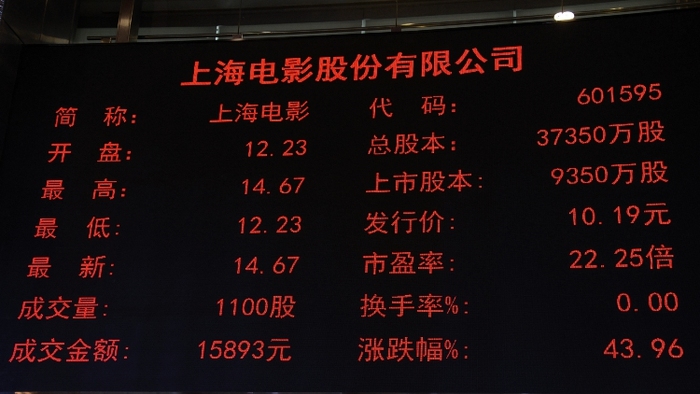 上海电影股份有限公司
简 称: 上海电影 代 码: 601595
开 盘: 12.23 总股本: 37350万股
最 高: 14.67 上市股本: 9350万股
最 低: 12.23 发行价: 10.19元
最 新: 14.67 市盈率: 22.25倍
成交量: 1100股 换手率%: 0.00
成交金额: 15893元 涨跌幅%: 43.96